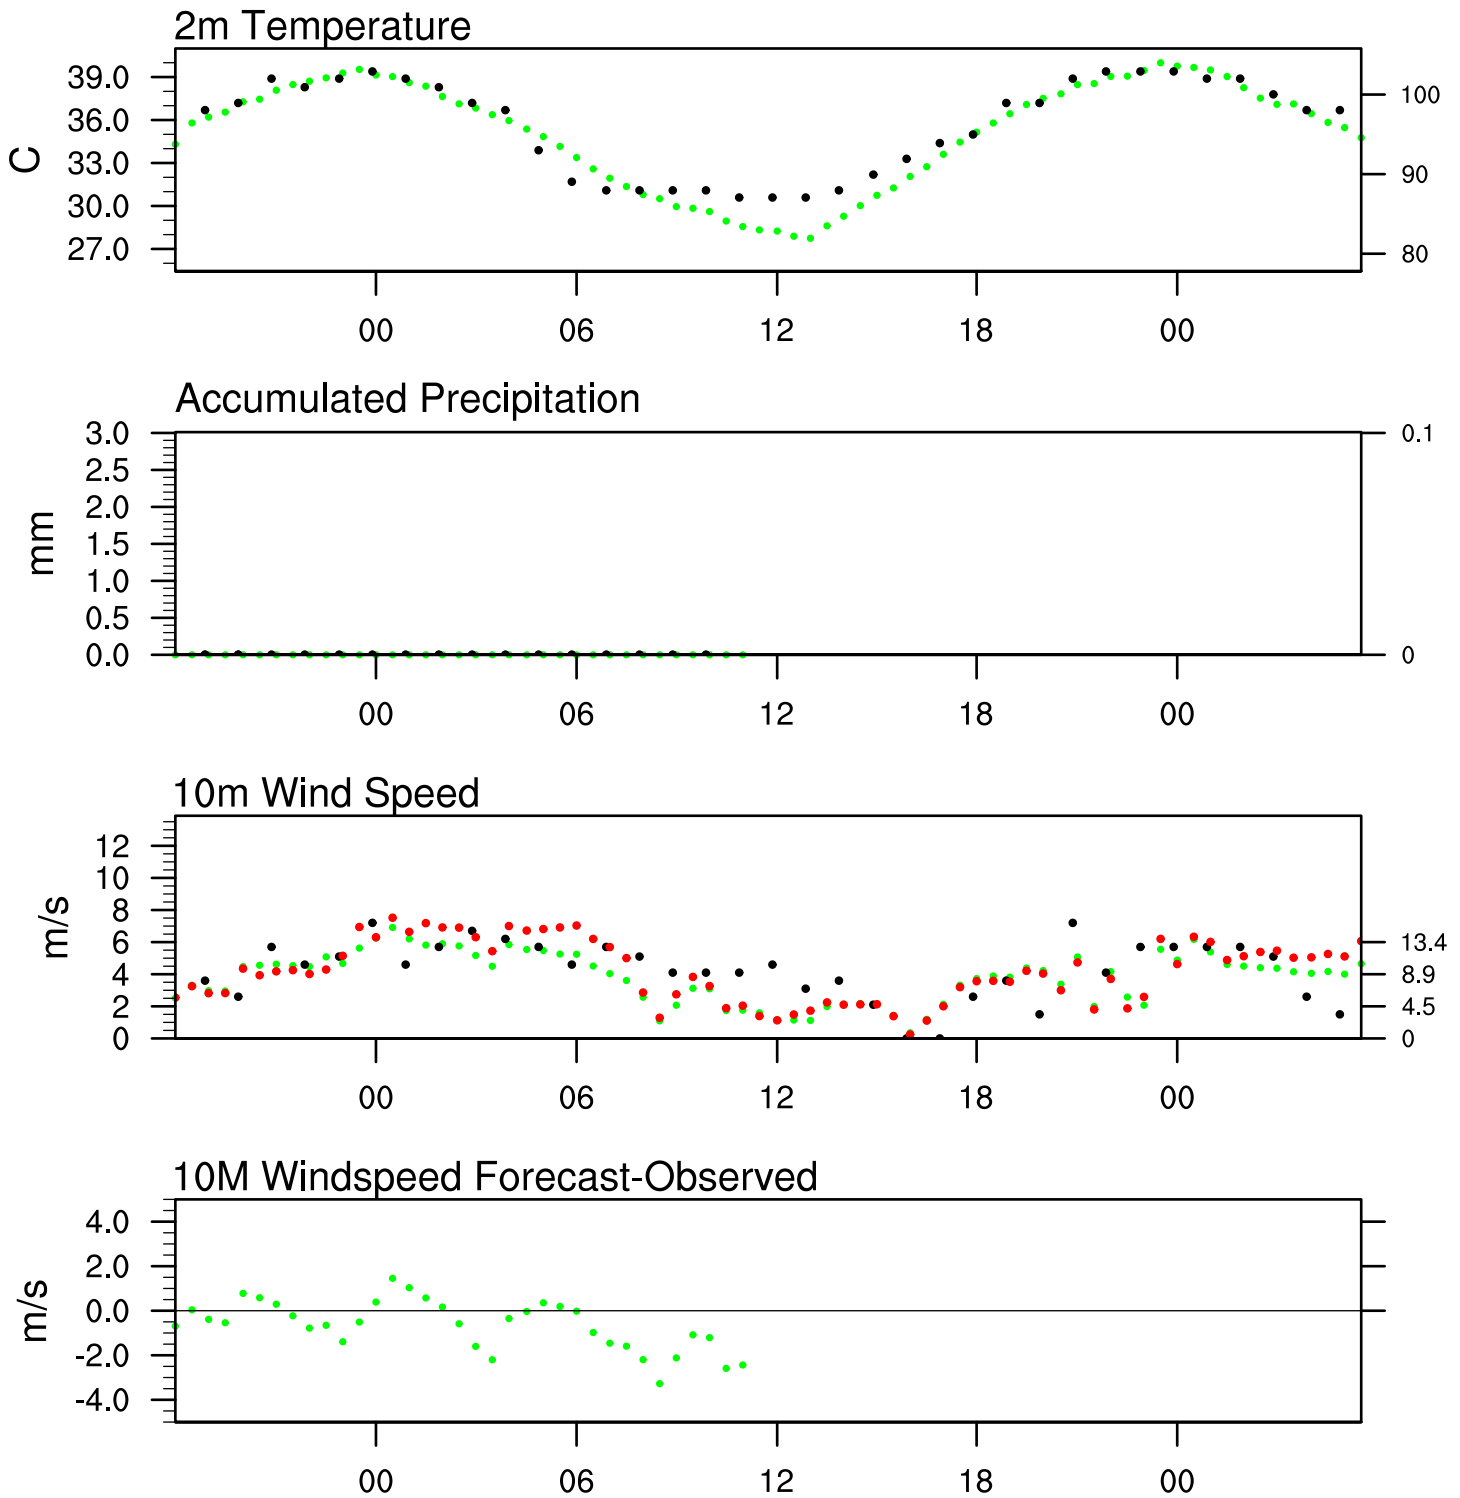 2m Temperature
39.0
36.0
33.0
30.0
27.0
C
100
90
80
00 06 12 18 00
Accumulated Precipitation
3.0
2.5
2.0
1.5
1.0
0.5
0.0
mm
0.1
0
00 06 12 18 00
10m Wind Speed
12
10
8
6
4
2
0
m/s
13.4
8.9
4.5
0
00 06 12 18 00
10M Windspeed Forecast-Observed
4.0
2.0
0.0
-2.0
-4.0
m/s
00 06 12 18 00